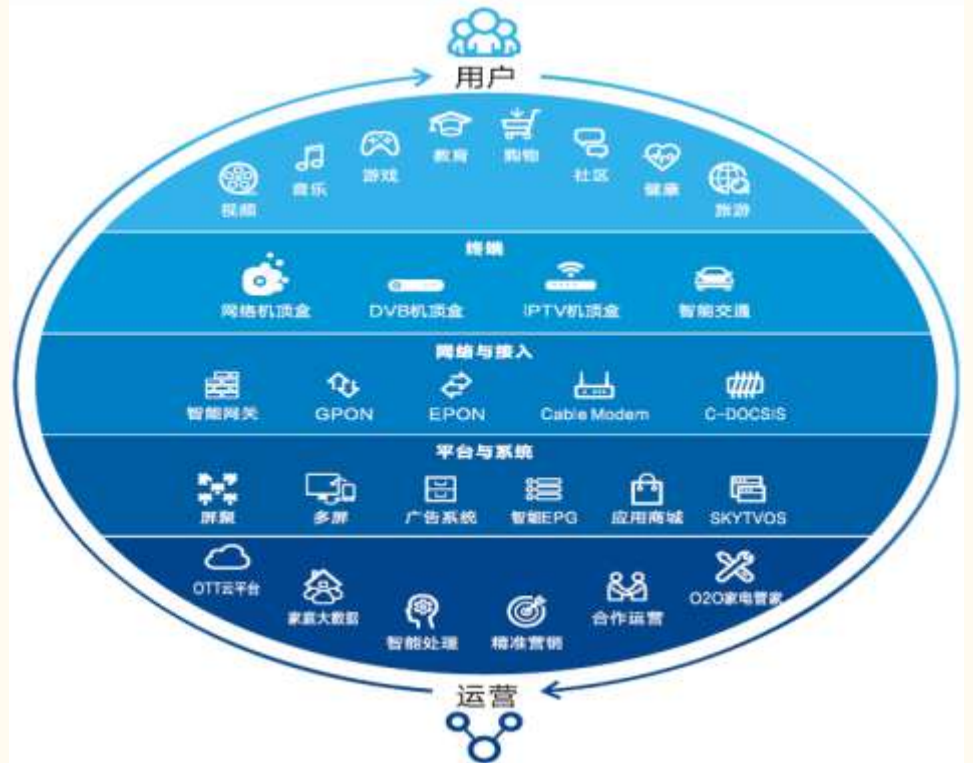 用户
视频
音乐
游戏
教育
购物
社区
健康
旅游
终端
网络机顶盒 DVB机顶盒 IPTV机顶盒 智能交通
网络与接入
智能网关 GPON EPON Cable Modem C-DOCSIS
平台与系统
屏聚 多屏 广告系统 智能EPG 应用商城 SKYTVOS
OTT云平台
家庭大数据
智能处理
精准营销
合作运营
O2O家电管家
运营